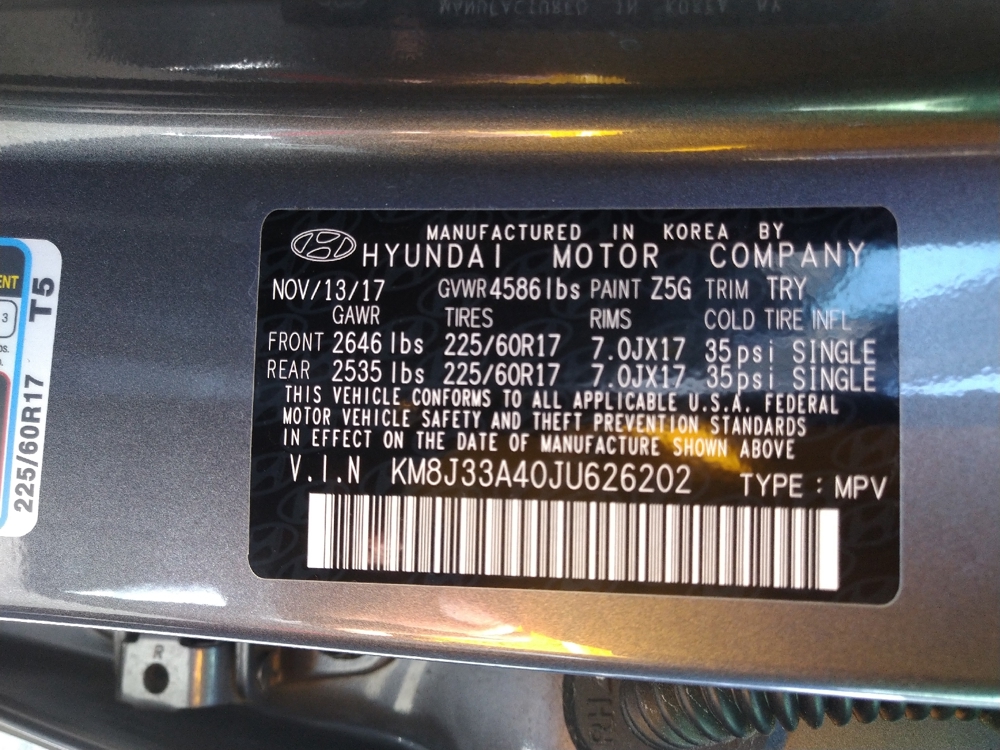 MANUFACTURED IN KOREA BY
HYUNDAI MOTOR COMPANY
NOV/13/17 GVWR 4586lbs PAINT Z5G TRIM TRY
GAWR TIRES RIMS COLD TIRE INFL
FRONT 2646 lbs 225/60R17 7.0JX17 35psi SINGLE
REAR 2535 lbs 225/60R17 7.0JX17 35psi SINGLE
THIS VEHICLE CONFORMS TO ALL APPLICABLE U.S.A. FEDERAL
MOTOR VEHICLE SAFETY AND THEFT PREVENTION STANDARDS
IN EFFECT ON THE DATE OF MANUFACTURE SHOWN ABOVE
V.I.N KM8J33A40JU626202 TYPE : MPV
225/60R17 T5
3
R